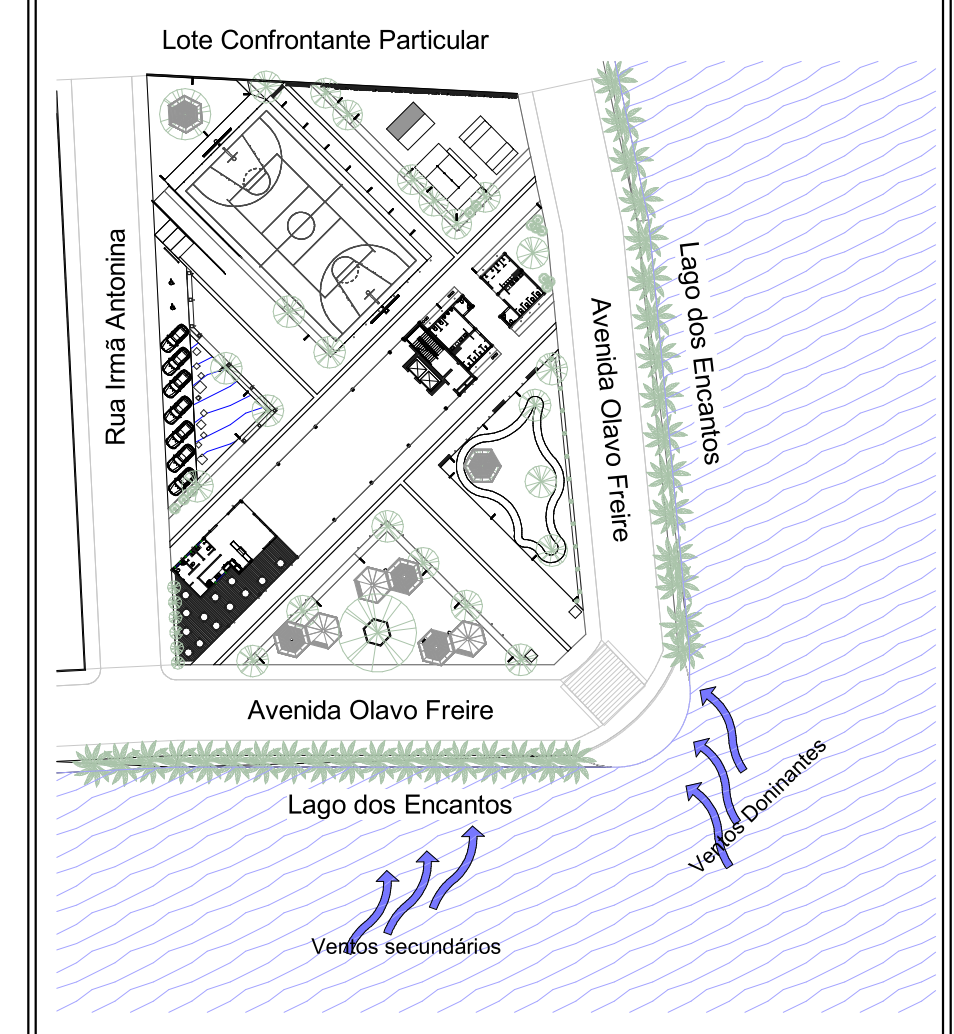 Lote Confrontante Particular
Rua Irmã Antonina
Lago dos Encantos
Avenida Olavo Freire
Avenida Olavo Freire
Lago dos Encantos
Ventos Doninantes
Ventos secundários